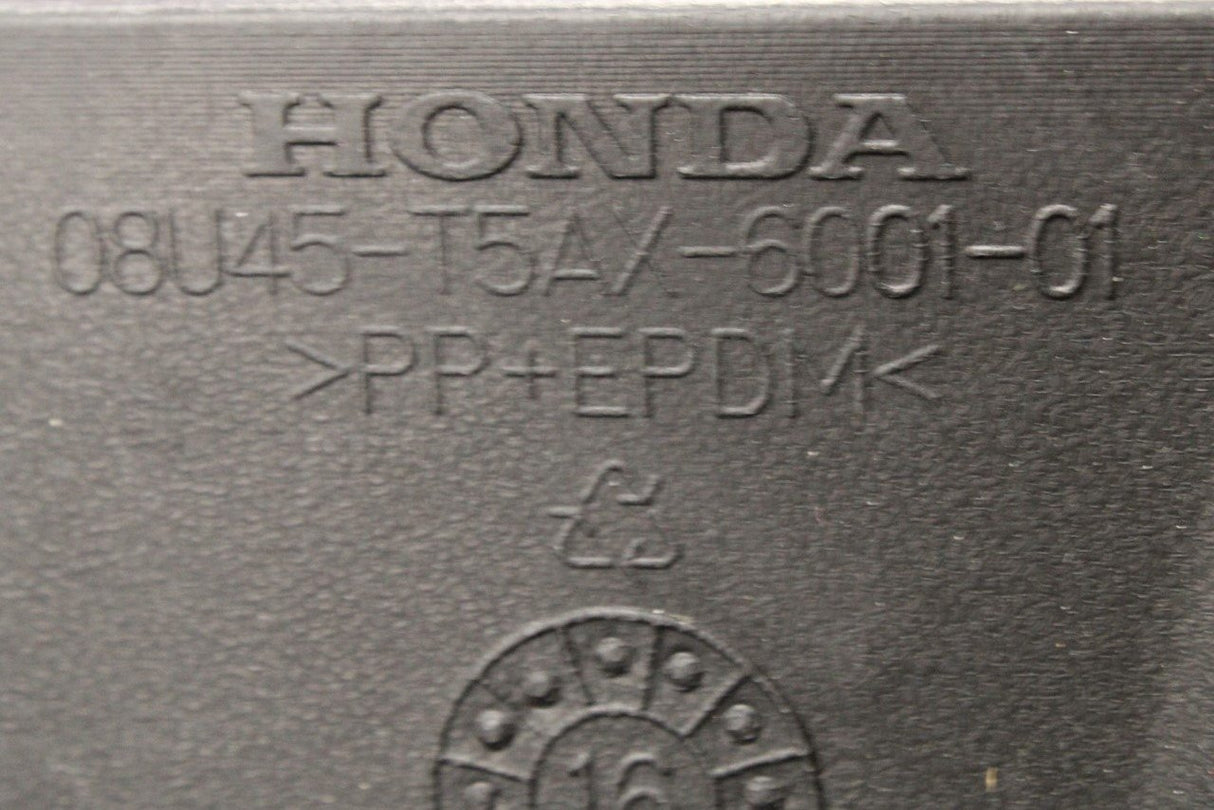 HONDA
08U45-T5AX-6001-01
>PP+EPDM<
16